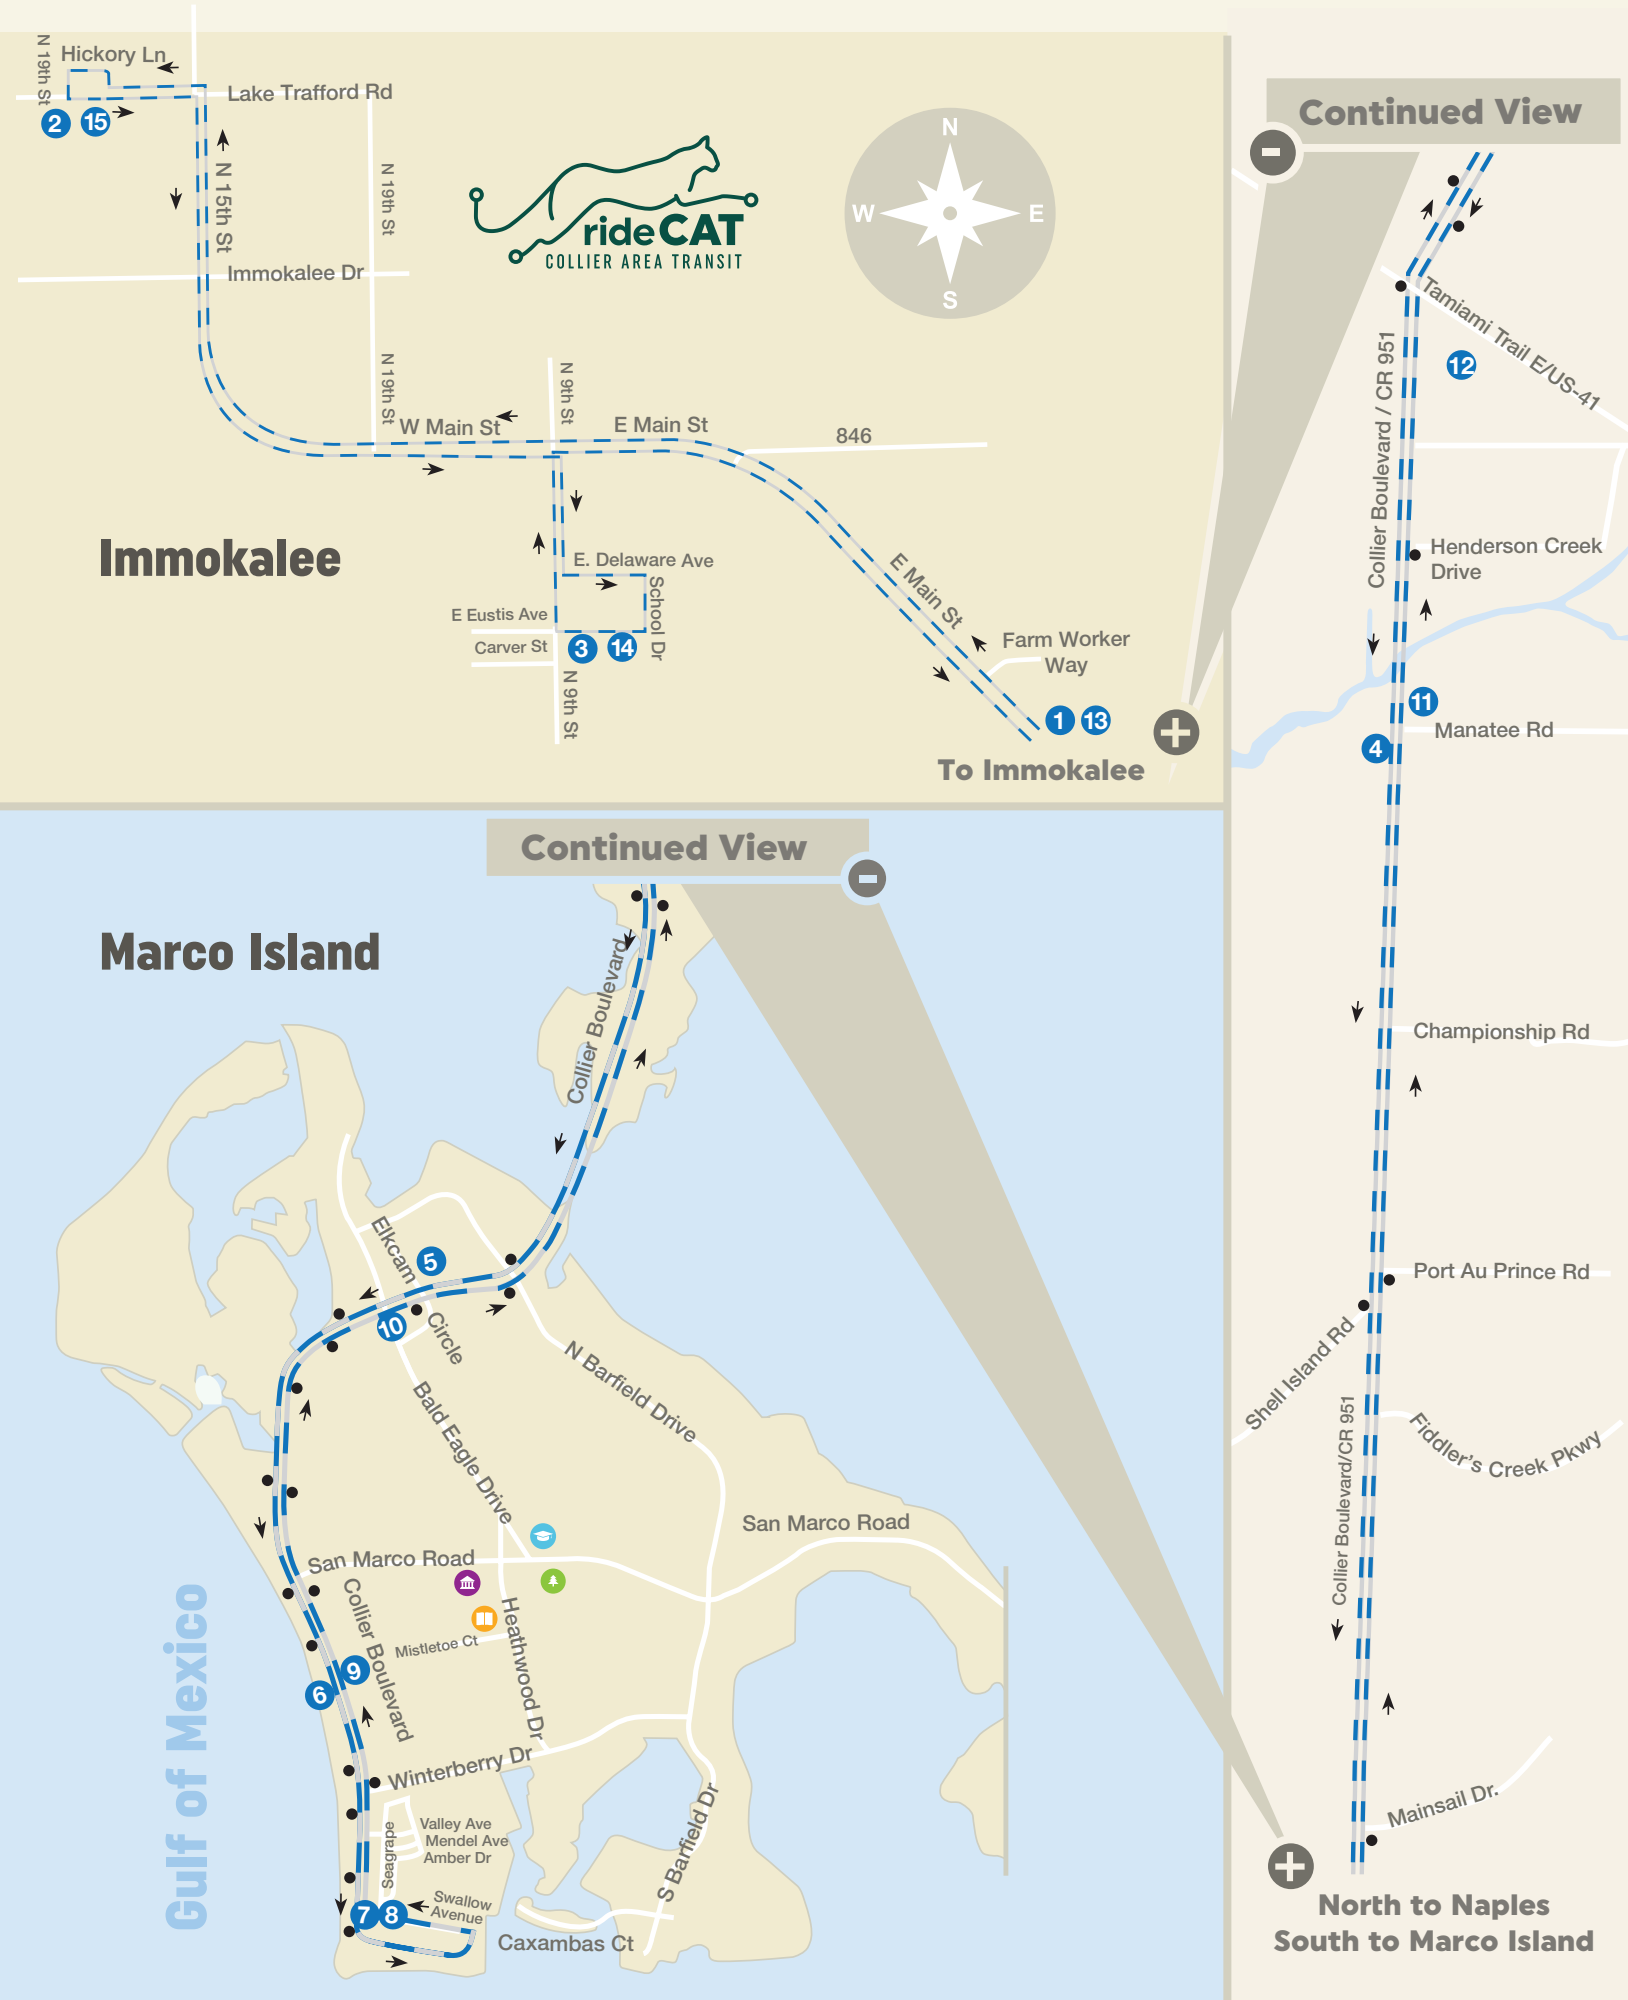 N 19th St
Hickory Ln
Lake Trafford Rd
2
15
N 15th St
N 19th St
Immokalee Dr
rideCAT
COLLIER AREA TRANSIT
N
W
E
S
N 19th St
W Main St
N 9th St
E Main St
846
Immokalee
E. Delaware Ave
School Dr
E Eustis Ave
Carver St
3
14
N 9th St
E Main St
Farm Worker
Way
1
13
To Immokalee
+
Continued View
-
Tamiami Trail E/US-41
12
Collier Boulevard / CR 951
Henderson Creek
Drive
11
Manatee Rd
4
Championship Rd
Port Au Prince Rd
Shell Island Rd
Fiddler's Creek Pkwy
Collier Boulevard/CR 951
Mainsail Dr.
+
North to Naples
South to Marco Island
Continued View
-
Marco Island
Collier Boulevard
Elkcam
Circle
5
10
N Barfield Drive
Bald Eagle Drive
San Marco Road
San Marco Road
Collier Boulevard
Mistletoe Ct
Heathwood Dr
9
6
Gulf of Mexico
Winterberry Dr
Valley Ave
Mendel Ave
Amber Dr
Seagrape
S Barfield Dr
7
8
Swallow
Avenue
Caxambas Ct